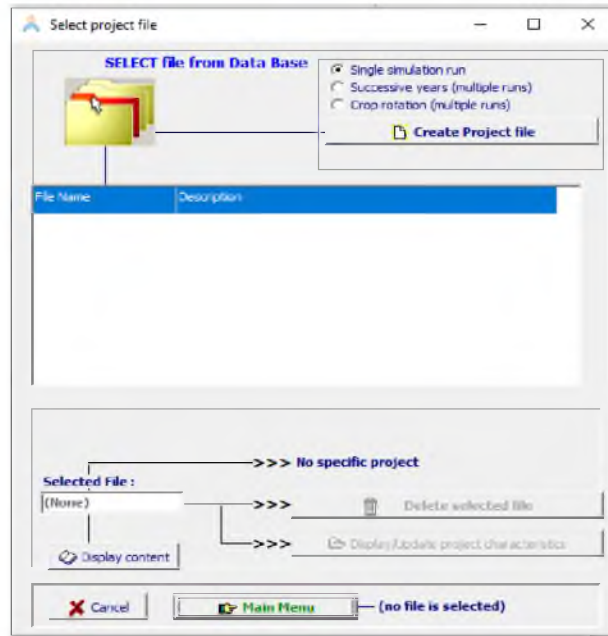 Select project file
SELECT file from Data Base
Single simulation run
Successive years (multiple runs)
Crop rotation (multiple runs)
Create Project file
File Name Description
>>> No specific project
Selected File :
(None)
>>> Delete selected file
>>> Display/Update project characteristics
Display content
Cancel
Main Menu
(no file is selected)